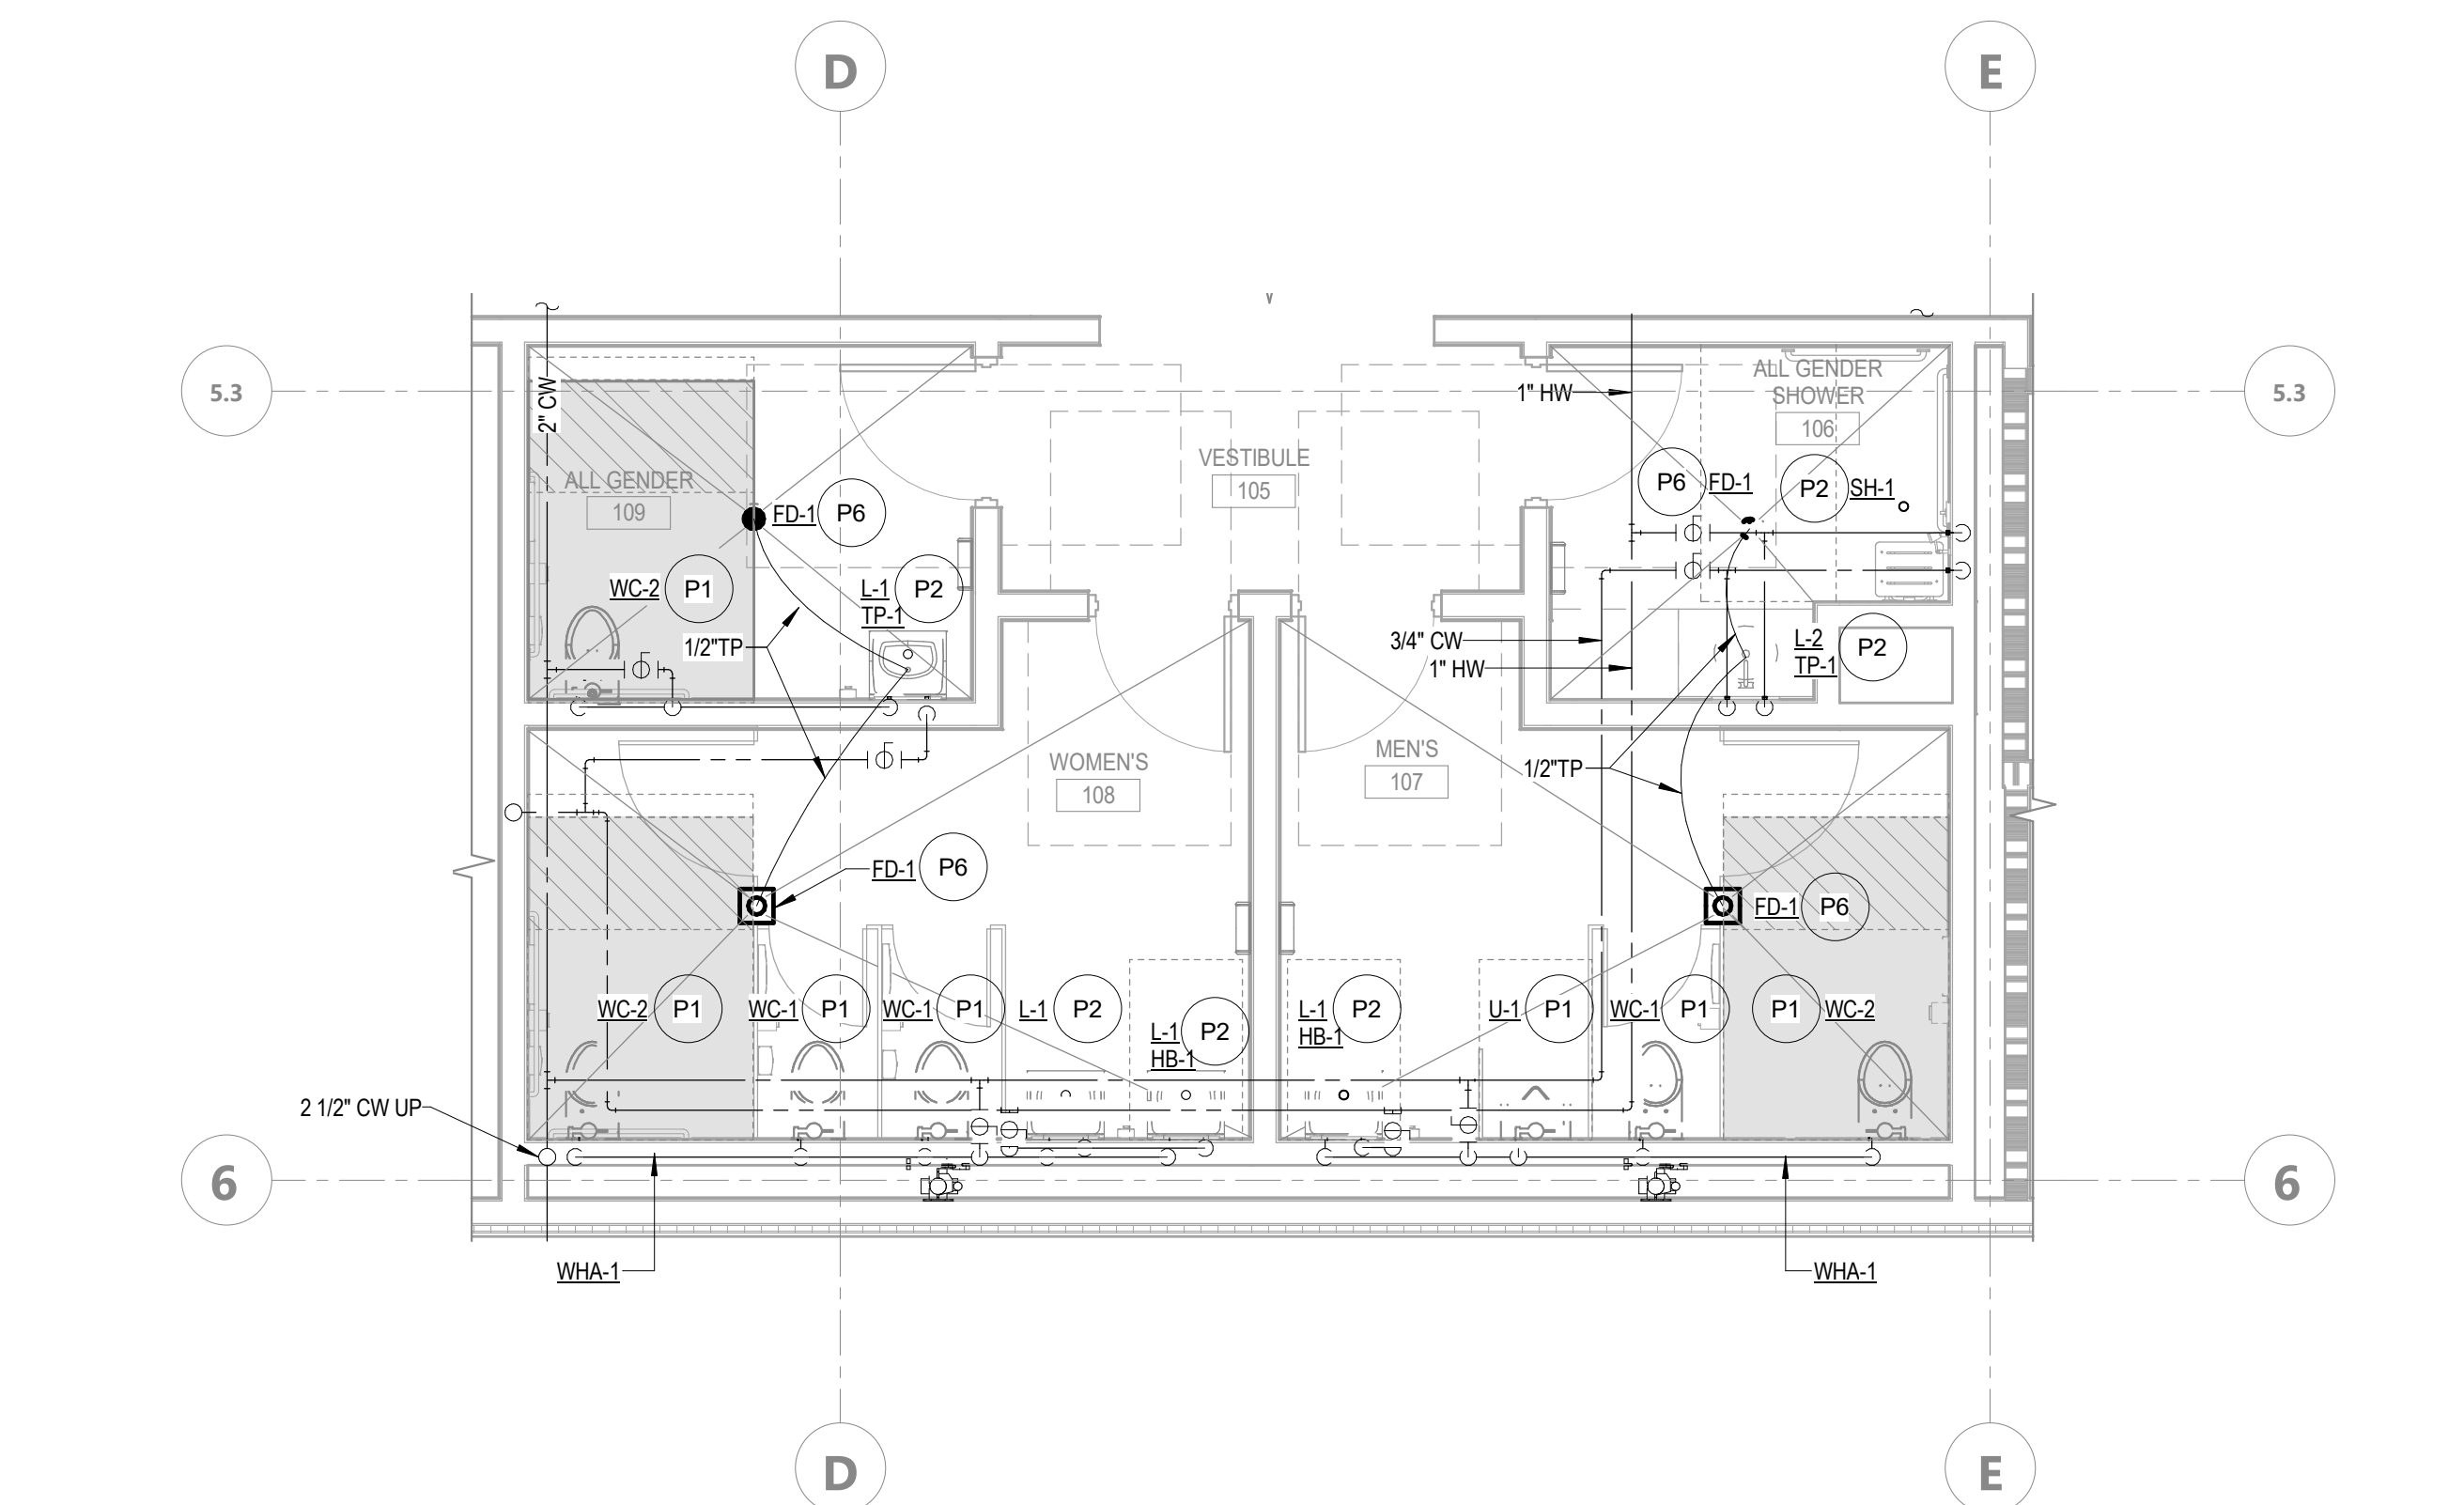 D
E
5.3
2" CW
1" HW
ALL GENDER
SHOWER
106
5.3
VESTIBULE
105
ALL GENDER
109
FD-1
P6
P6
FD-1
P2
SH-1
WC-2
P1
L-1
TP-1
P2
1/2"TP
3/4" CW
1" HW
L-2
TP-1
P2
WOMEN'S
108
MEN'S
107
1/2"TP
FD-1
P6
FD-1
P6
WC-2
P1
WC-1
P1
WC-1
P1
L-1
P2
L-1
HB-1
P2
L-1
HB-1
P2
U-1
P1
WC-1
P1
P1
WC-2
2 1/2" CW UP
6
6
WHA-1
WHA-1
D
E